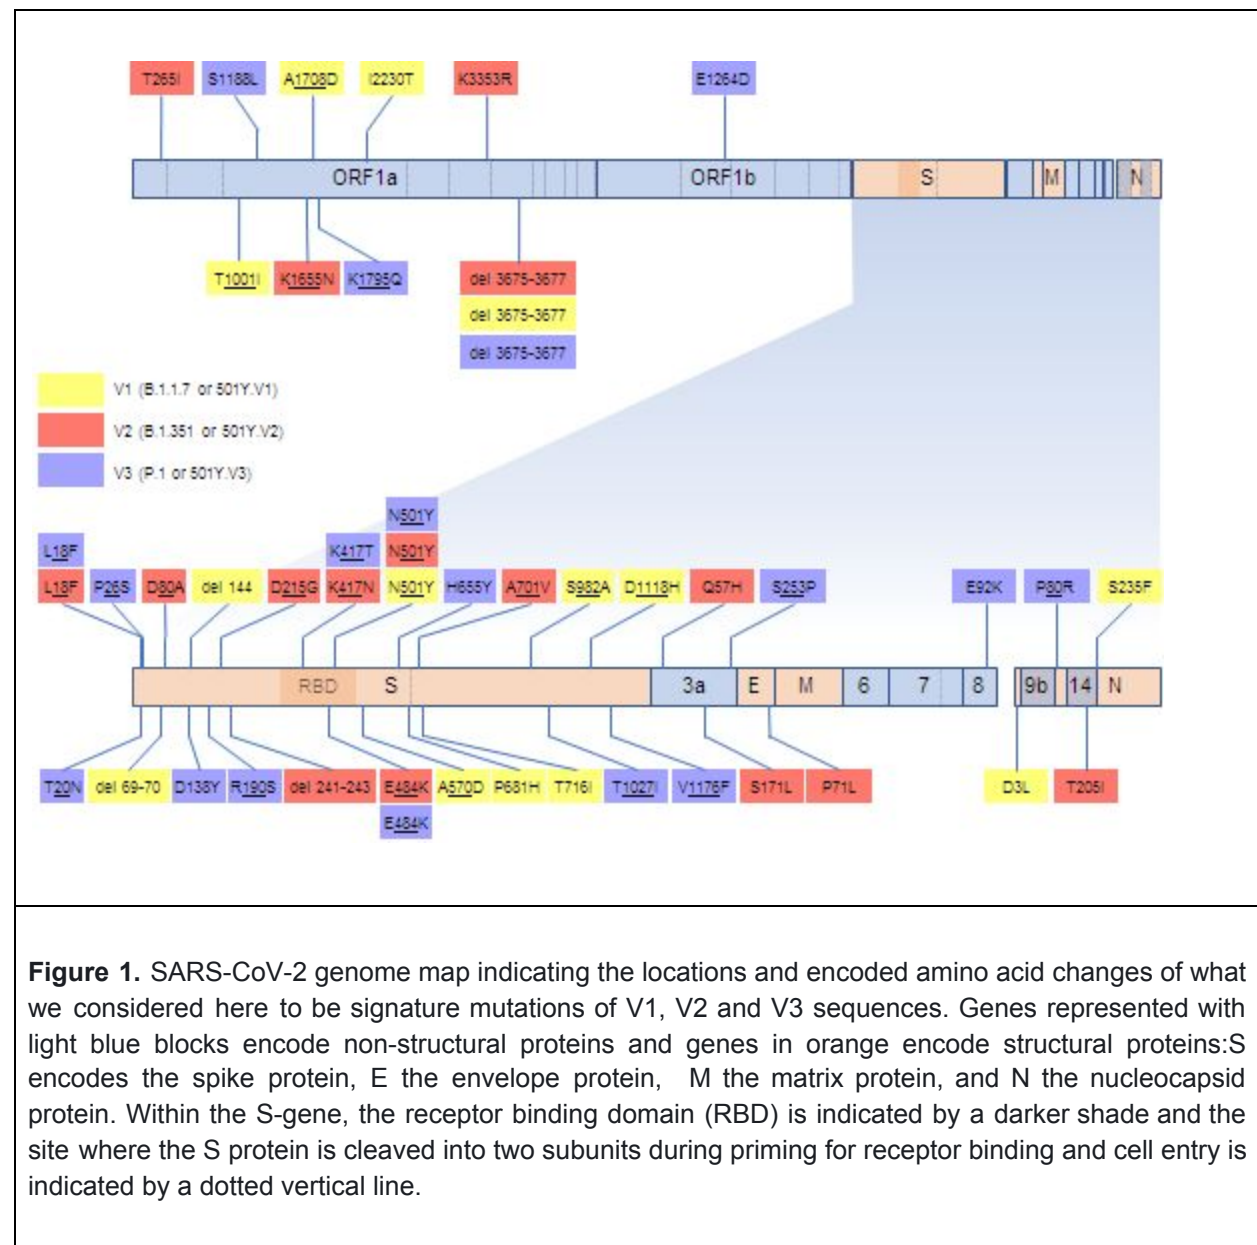 T265I S1188L A1708D I2230T K3353R E1264D
ORF1a ORF1b S M N
T1001I K1655N K1795Q del 3675-3677
del 3675-3677
del 3675-3677
V1 (B.1.1.7 or 501Y.V1)
V2 (B.1.351 or 501Y.V2)
V3 (P.1 or 501Y.V3)
N501Y
L18F K417T N501Y
L18F P26S D80A del 144 D215G K417N N501Y H655Y A701V S982A D1118H Q57H S253P E92K P80R S235F
RBD S 3a E M 6 7 8 9b 14 N
T20N del 69-70 D138Y R190S del 241-243 E484K A570D P681H T716I T1027I V1176F S171L P71L D3L T205I
E484K
Figure 1. SARS-CoV-2 genome map indicating the locations and encoded amino acid changes of what
we considered here to be signature mutations of V1, V2 and V3 sequences. Genes represented with
light blue blocks encode non-structural proteins and genes in orange encode structural proteins:S
encodes the spike protein, E the envelope protein, M the matrix protein, and N the nucleocapsid
protein. Within the S-gene, the receptor binding domain (RBD) is indicated by a darker shade and the
site where the S protein is cleaved into two subunits during priming for receptor binding and cell entry is
indicated by a dotted vertical line.